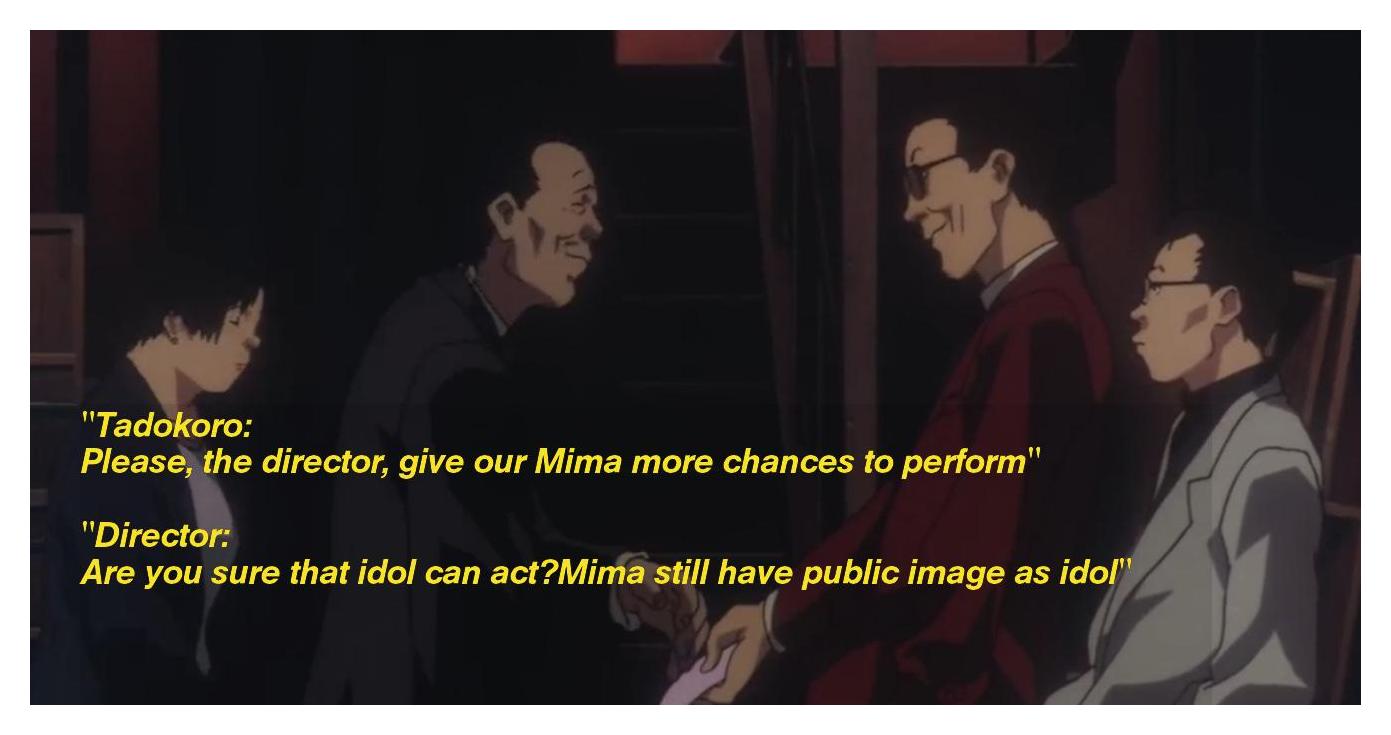 "Tadokoro:
Please, the director, give our Mima more chances to perform"
"Director:
Are you sure that idol can act?Mima still have public image as idol"